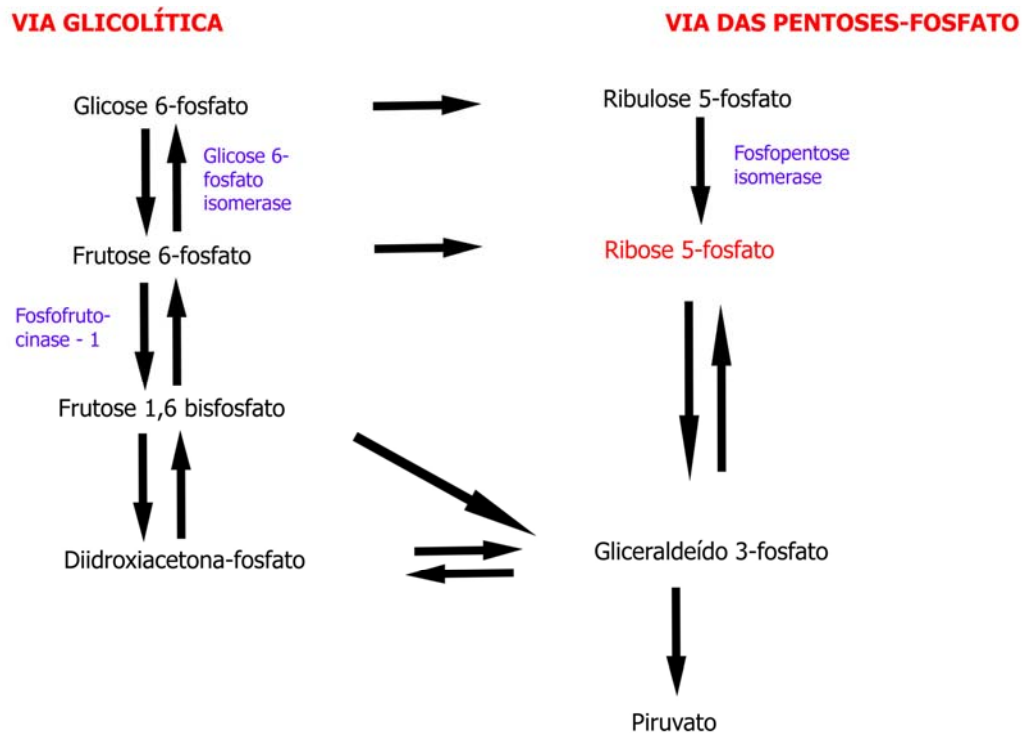 VIA GLICOLÍTICA
VIA DAS PENTOSES-FOSFATO
Glicose 6-fosfato
Ribulose 5-fosfato
Glicose 6-
fosfato
isomerase
Fosfopentose
isomerase
Frutose 6-fosfato
Ribose 5-fosfato
Fosfofruto-
cinase - 1
Frutose 1,6 bisfosfato
Diidroxiacetona-fosfato
Gliceraldeído 3-fosfato
Piruvato